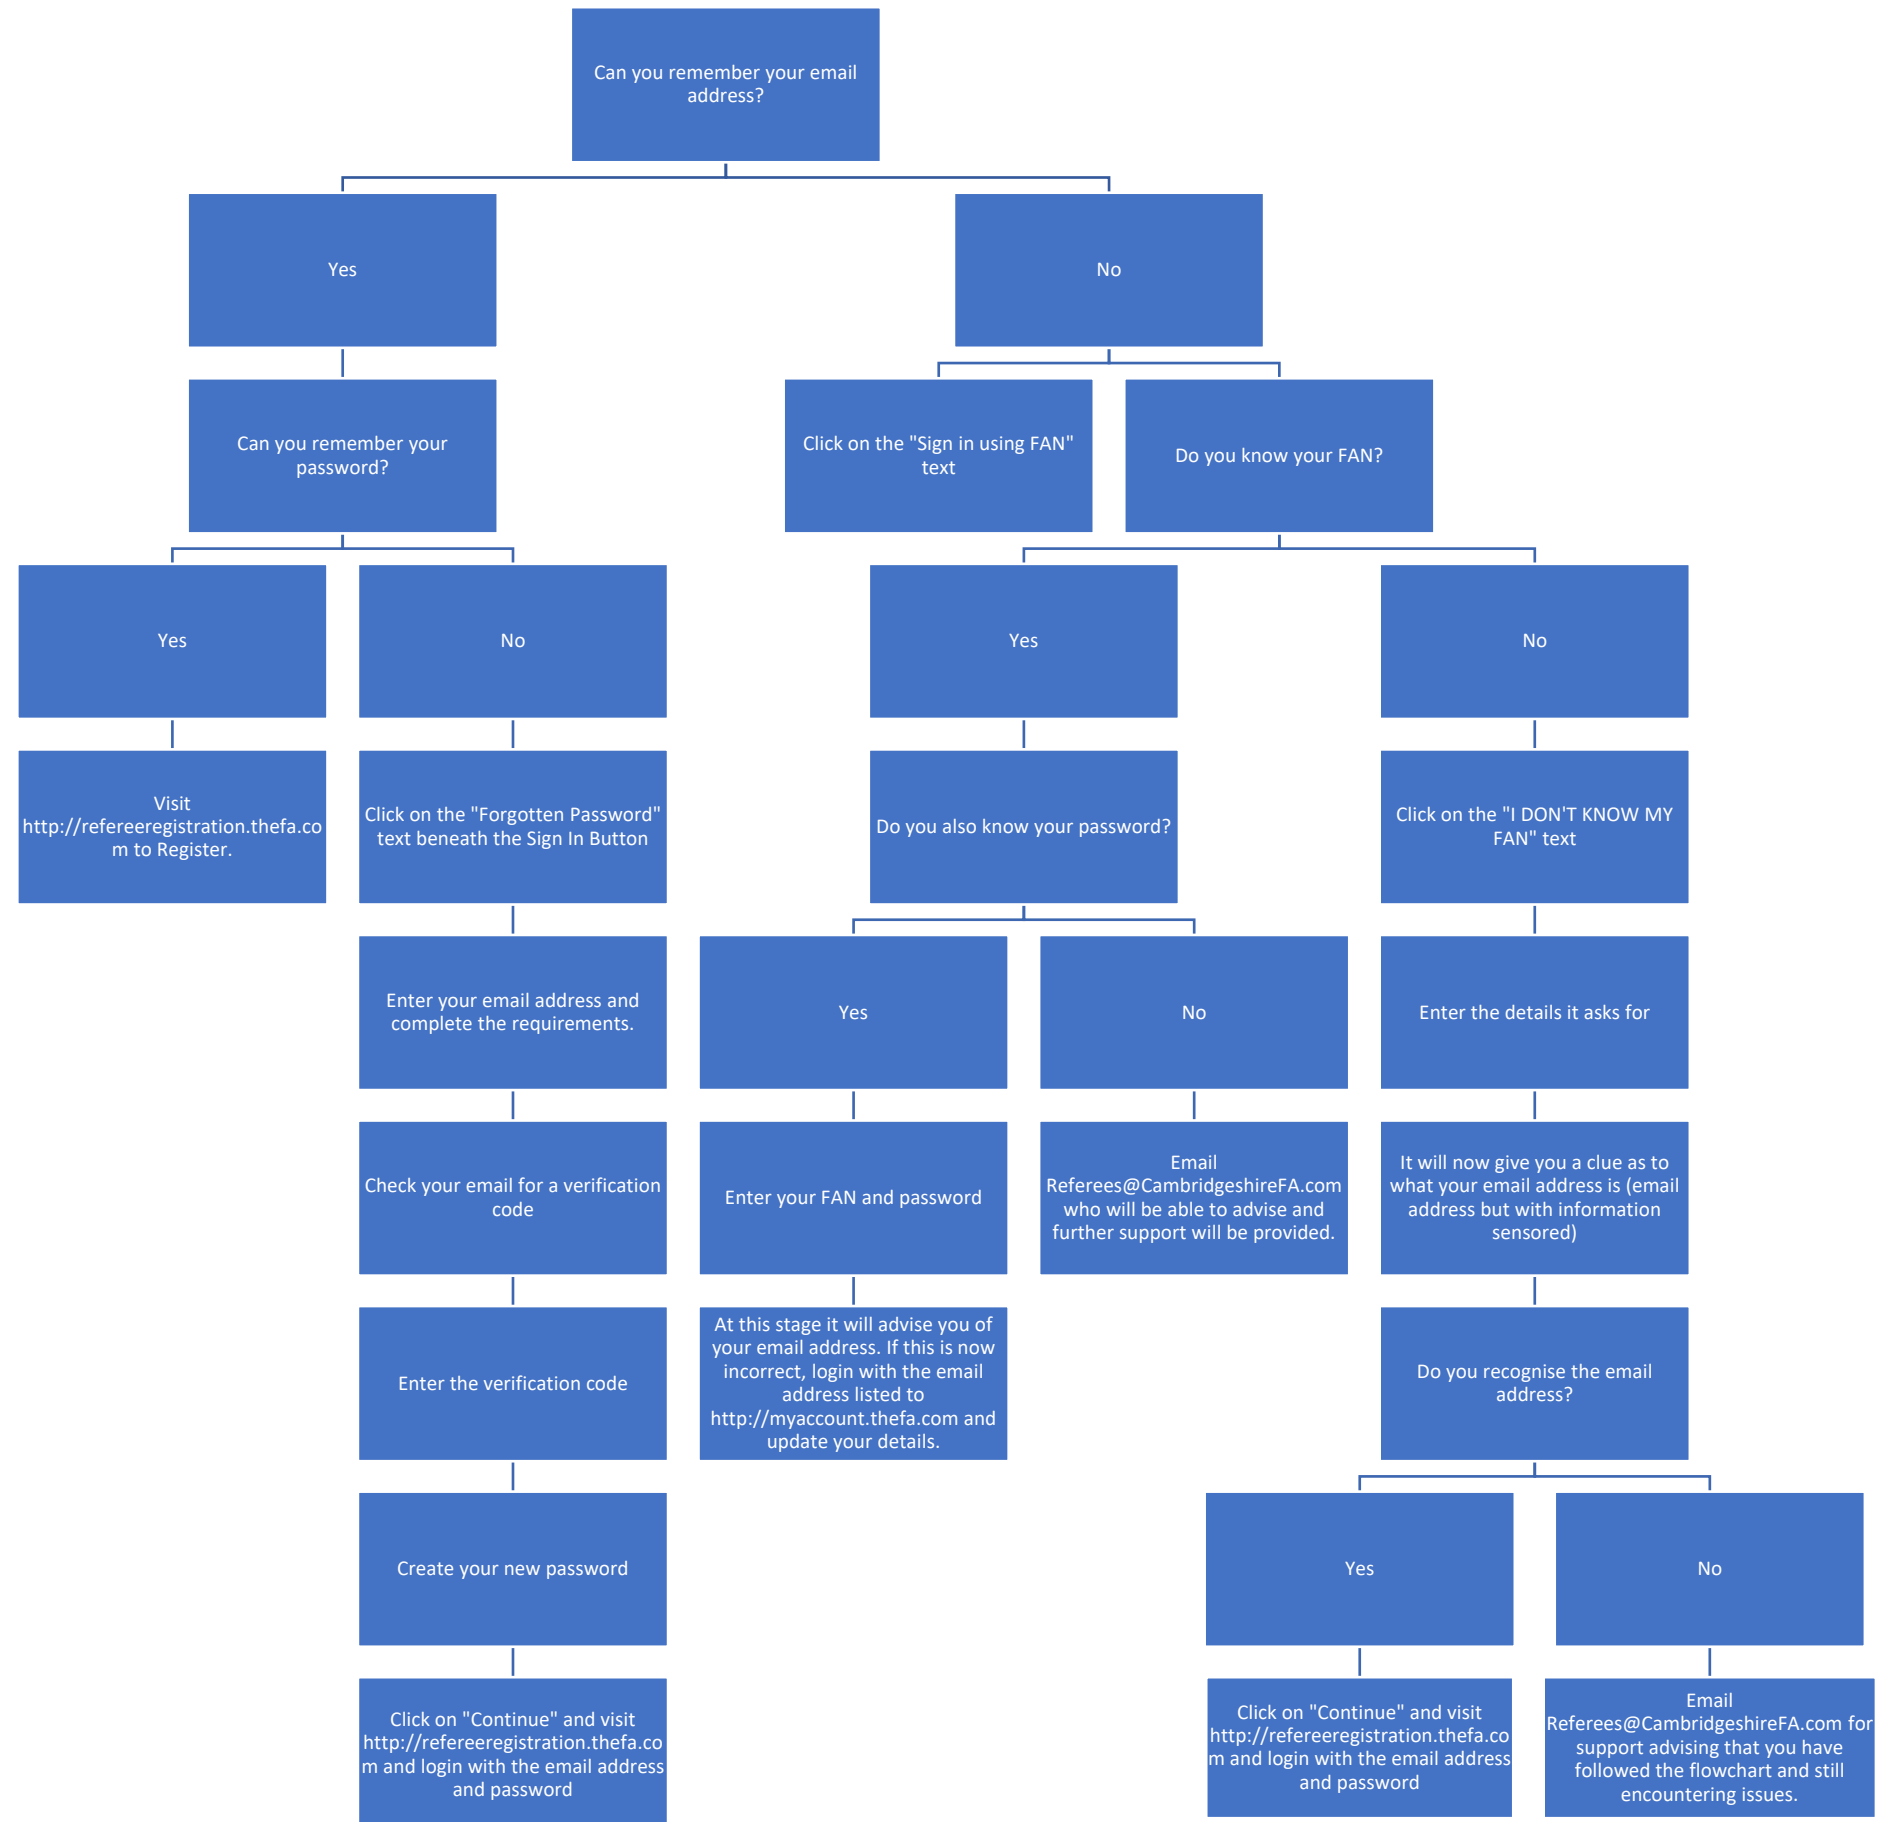 Can you remember your email
address?
Yes
No
Can you remember your
password?
Click on the "Sign in using FAN"
text
Do you know your FAN?
Yes
No
Yes
No
Visit
http://refereeregistration.thefa.co
m to Register.
Click on the "Forgotten Password"
text beneath the Sign In Button
Do you also know your password?
Click on the "I DON'T KNOW MY
FAN" text
Enter your email address and
complete the requirements.
Yes
No
Enter the details it asks for
Check your email for a verification
code
Enter your FAN and password
Email
Referees@CambridgeshireFA.com
who will be able to advise and
further support will be provided.
It will now give you a clue as to
what your email address is (email
address but with information
sensored)
Enter the verification code
At this stage it will advise you of
your email address. If this is now
incorrect, login with the email
address listed to
http://myaccount.thefa.com and
update your details.
Do you recognise the email
address?
Create your new password
Yes
No
Click on "Continue" and visit
http://refereeregistration.thefa.co
m and login with the email address
and password
Click on "Continue" and visit
http://refereeregistration.thefa.co
m and login with the email address
and password
Email
Referees@CambridgeshireFA.com for
support advising that you have
followed the flowchart and still
encountering issues.